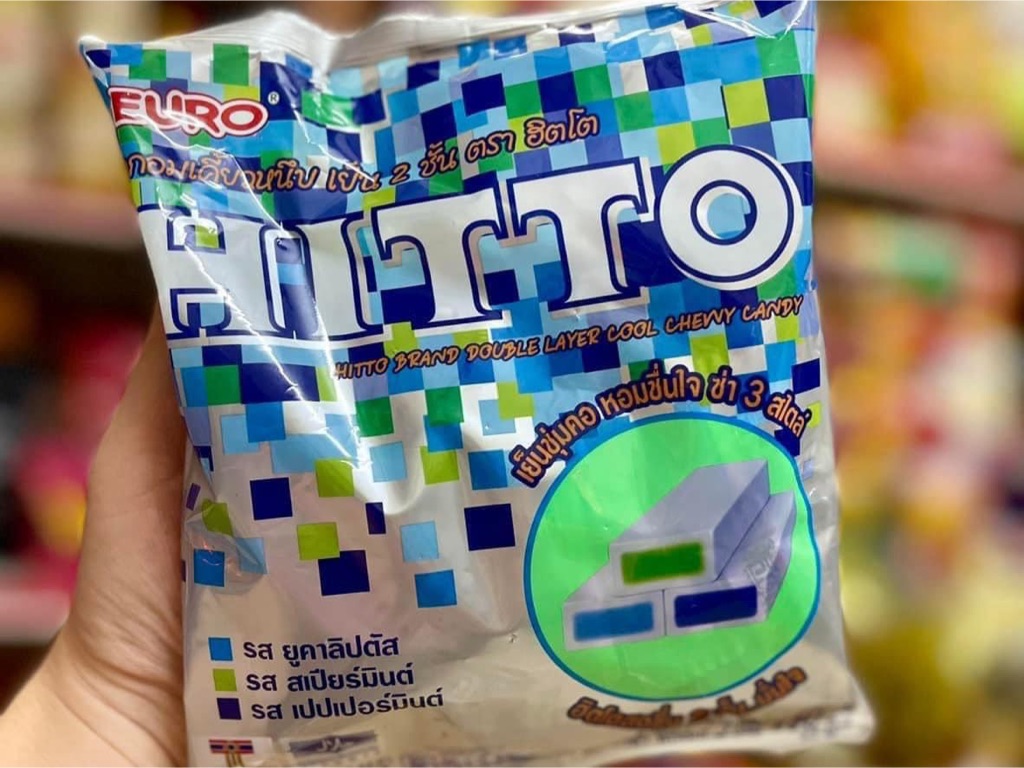 EURO®
ลูกอมเคี้ยวหนึบ เย็น 2 ชั้น ตรา ฮิตโต
HITTO
HITTO BRAND DOUBLE LAYER COOL CHEWY CANDY
เย็นชุ่มคอ หอมชื่นใจ ซ่า 3 สไตล์
รส ยูคาลิปตัส
รส สเปียร์มินต์
รส เปปเปอร์มินต์